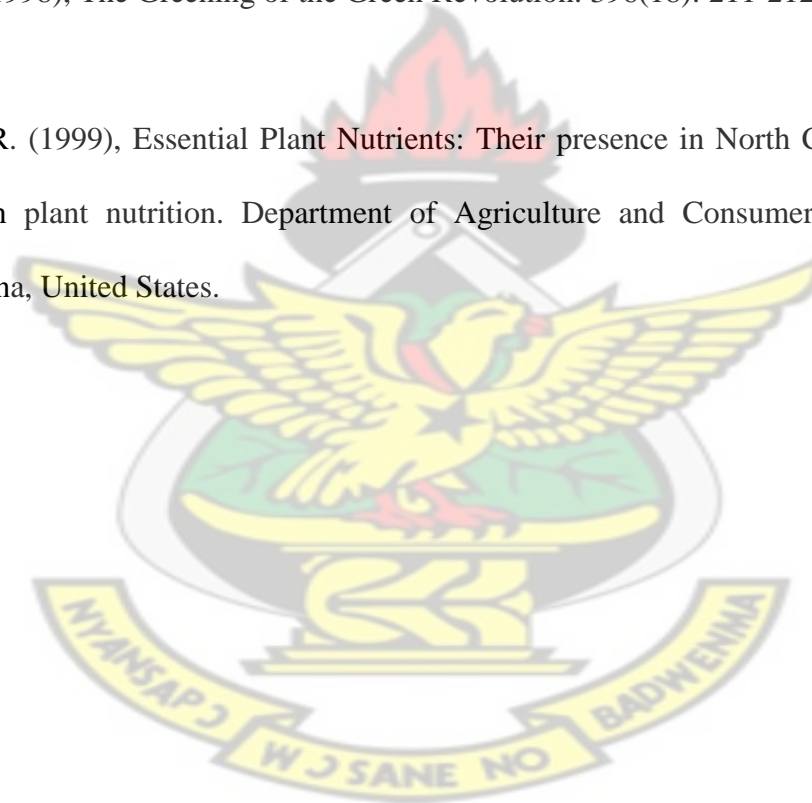 1998), The Greening of the Green Revolution. 396(16): 211-212
R. (1999), Essential Plant Nutrients: Their presence in North C
plant nutrition. Department of Agriculture and Consumer
na, United States.
NYANSAPƆ WƆSANE NO BADWENMA